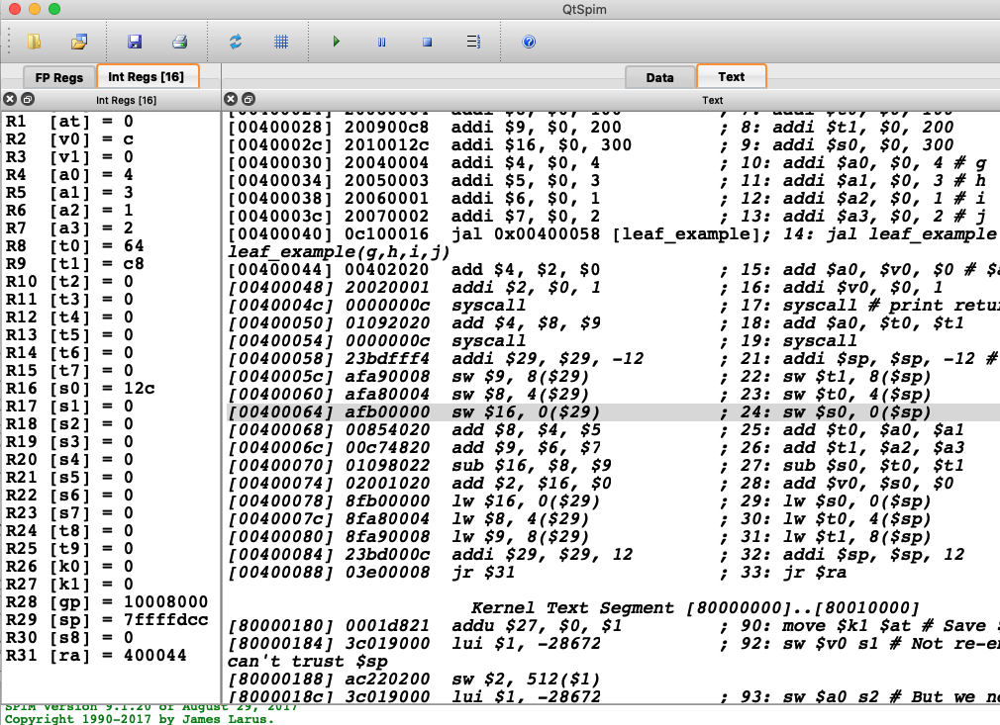 QtSpim
FP Regs
Int Regs [16]
Data
Text
Int Regs [16]
Text
R1 [at] = 0
R2 [v0] = c
R3 [v1] = 0
R4 [a0] = 4
R5 [a1] = 3
R6 [a2] = 1
R7 [a3] = 2
R8 [t0] = 64
R9 [t1] = c8
R10 [t2] = 0
R11 [t3] = 0
R12 [t4] = 0
R13 [t5] = 0
R14 [t6] = 0
R15 [t7] = 0
R16 [s0] = 12c
R17 [s1] = 0
R18 [s2] = 0
R19 [s3] = 0
R20 [s4] = 0
R21 [s5] = 0
R22 [s6] = 0
R23 [s7] = 0
R24 [t8] = 0
R25 [t9] = 0
R26 [k0] = 0
R27 [k1] = 0
R28 [gp] = 10008000
R29 [sp] = 7ffffdcc
R30 [s8] = 0
R31 [ra] = 400044
[00400028] 200900c8 addi $9, $0, 200 ; 8: addi $t1, $0, 200
[0040002c] 2010012c addi $16, $0, 300 ; 9: addi $s0, $0, 300
[00400030] 20040004 addi $4, $0, 4 ; 10: addi $a0, $0, 4 # g
[00400034] 20050003 addi $5, $0, 3 ; 11: addi $a1, $0, 3 # h
[00400038] 20060001 addi $6, $0, 1 ; 12: addi $a2, $0, 1 # i
[0040003c] 20070002 addi $7, $0, 2 ; 13: addi $a3, $0, 2 # j
[00400040] 0c100016 jal 0x00400058 [leaf_example]; 14: jal leaf_example
leaf_example(g,h,i,j)
[00400044] 00402020 add $4, $2, $0 ; 15: add $a0, $v0, $0 #
[00400048] 20020001 addi $2, $0, 1 ; 16: addi $v0, $0, 1
[0040004c] 0000000c syscall ; 17: syscall # print
[00400050] 01092020 add $4, $8, $9 ; 18: add $a0, $t0, $t1
[00400054] 0000000c syscall ; 19: syscall
[00400058] 23bdfff4 addi $29, $29, -12 ; 21: addi $sp, $sp, -12 #
[0040005c] afa90008 sw $9, 8($29) ; 22: sw $t1, 8($sp)
[00400060] afa80004 sw $8, 4($29) ; 23: sw $t0, 4($sp)
[00400064] afb00000 sw $16, 0($29) ; 24: sw $s0, 0($sp)
[00400068] 00854020 add $8, $4, $5 ; 25: add $t0, $a0, $a1
[0040006c] 00c74820 add $9, $6, $7 ; 26: add $t1, $a2, $a3
[00400070] 01098022 sub $16, $8, $9 ; 27: sub $s0, $t0, $t1
[00400074] 02001020 add $2, $16, $0 ; 28: add $v0, $s0, $0
[00400078] 8fb00000 lw $16, 0($29) ; 29: lw $s0, 0($sp)
[0040007c] 8fa80004 lw $8, 4($29) ; 30: lw $t0, 4($sp)
[00400080] 8fa90008 lw $9, 8($29) ; 31: lw $t1, 8($sp)
[00400084] 23bd000c addi $29, $29, 12 ; 32: addi $sp, $sp, 12
[00400088] 03e00008 jr $31 ; 33: jr $ra
Kernel Text Segment [80000000]..[80010000]
[80000180] 0001d821 addu $27, $0, $1 ; 90: move $k1 $at # Save
[80000184] 3c019000 lui $1, -28672 ; 92: sw $v0 s1 # Not
can't trust $sp
[80000188] ac220200 sw $2, 512($1)
[8000018c] 3c019000 lui $1, -28672 ; 93: sw $a0 s2 # But we
SPIM Version 9.1.20 of August 29, 2017
Copyright 1990-2017 by James Larus.